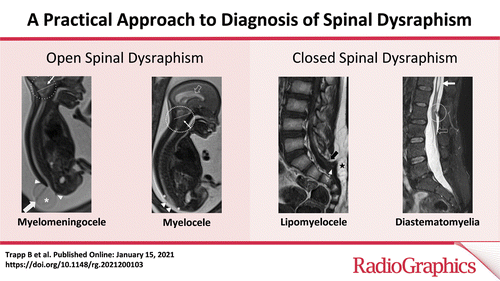 A Practical Approach to Diagnosis of Spinal Dysraphism
Open Spinal Dysraphism
Closed Spinal Dysraphism
Myelomeningocele
Myelocele
Lipomyelocele
Diastematomyelia
Trapp B et al. Published Online: January 15, 2021
https://doi.org/10.1148/rg.2021200103
RadioGraphics